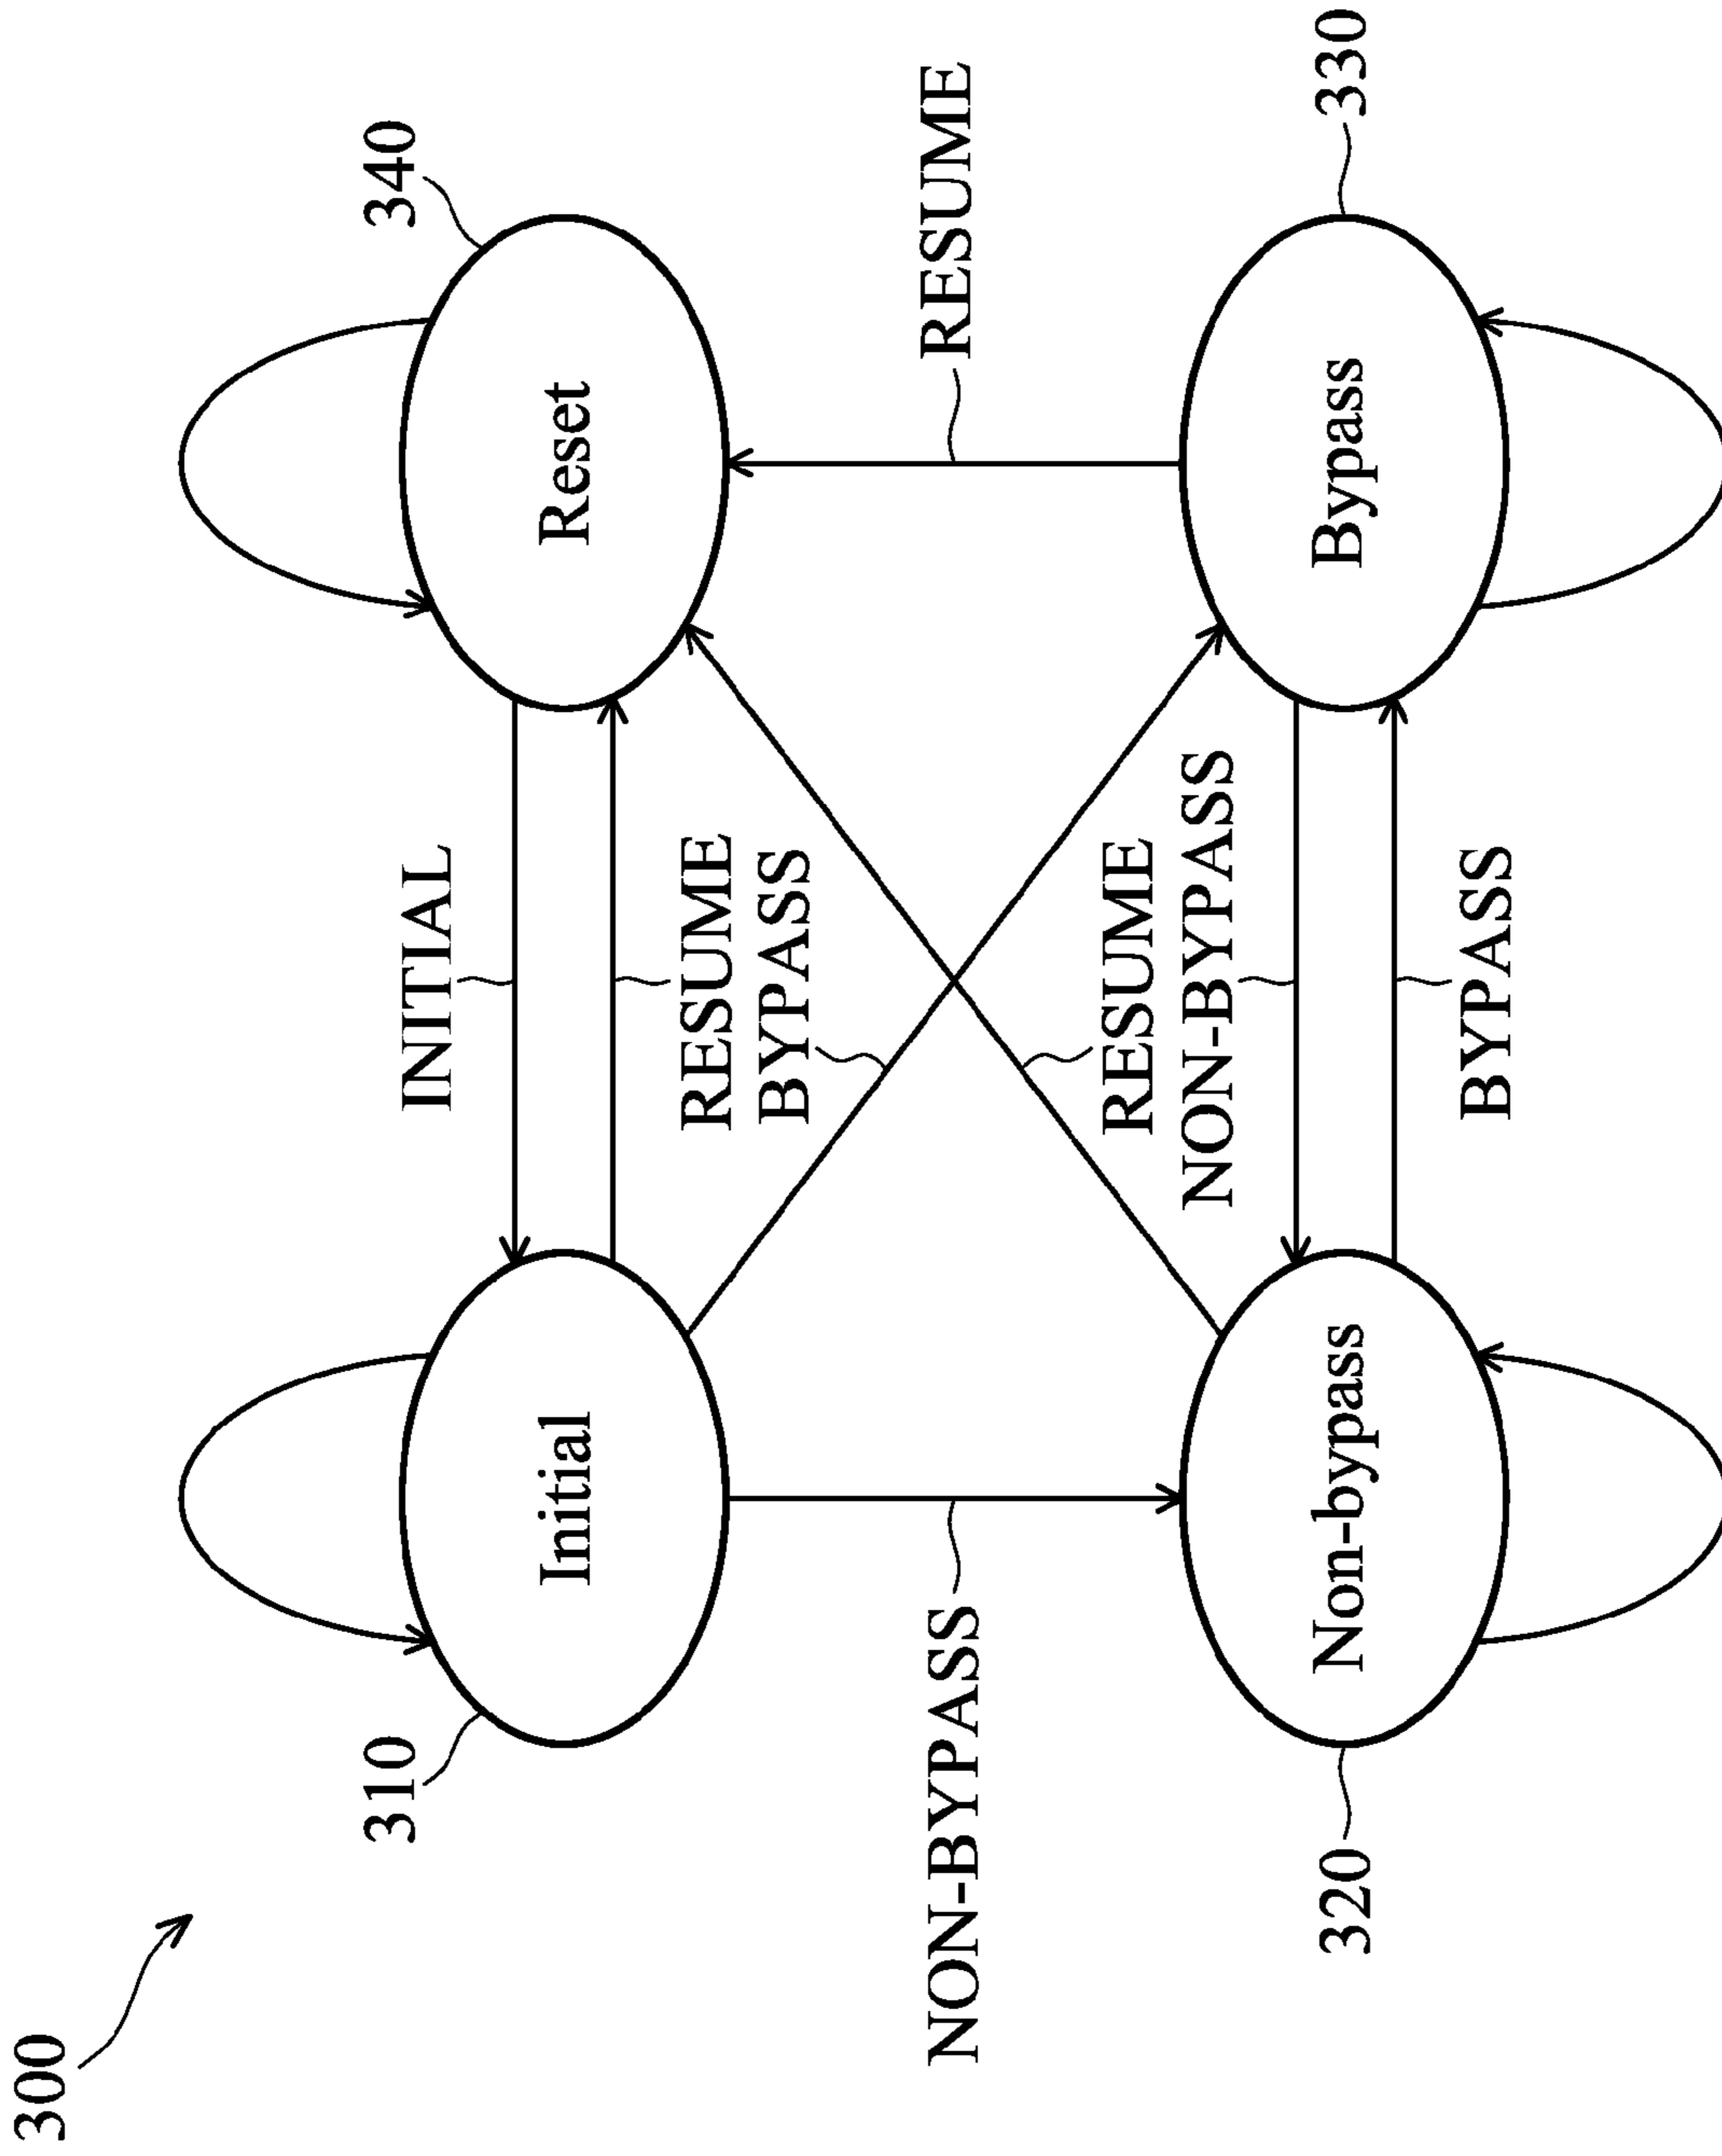 300
310
340
INITIAL
Initial
Reset
RESUME
BYPASS
NON-BYPASS
RESUME
RESUME
NON-BYPASS
320
Non-bypass
Bypass
330
BYPASS